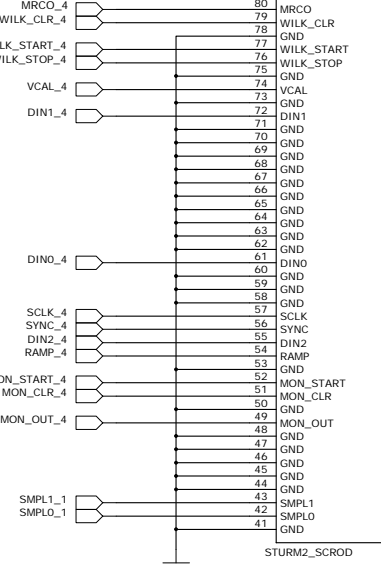 MRCO_4 80 MRCO
WILK_CLR_4 79 WILK_CLR
78 GND
LK_START_4 77 WILK_START
WILK_STOP_4 76 WILK_STOP
75 GND
VCAL_4 74 VCAL
73 GND
DIN1_4 72 DIN1
71 GND
70 GND
69 GND
68 GND
67 GND
66 GND
65 GND
64 GND
63 GND
62 GND
DIN0_4 61 DIN0
60 GND
59 GND
58 GND
SCLK_4 57 SCLK
SYNC_4 56 SYNC
DIN2_4 55 DIN2
RAMP_4 54 RAMP
53 GND
ON_START_4 52 MON_START
MON_CLR_4 51 MON_CLR
50 GND
MON_OUT_4 49 MON_OUT
48 GND
47 GND
46 GND
45 GND
44 GND
SMPL1_1 43 SMPL1
SMPL0_1 42 SMPL0
41 GND
STURM2_SCROD